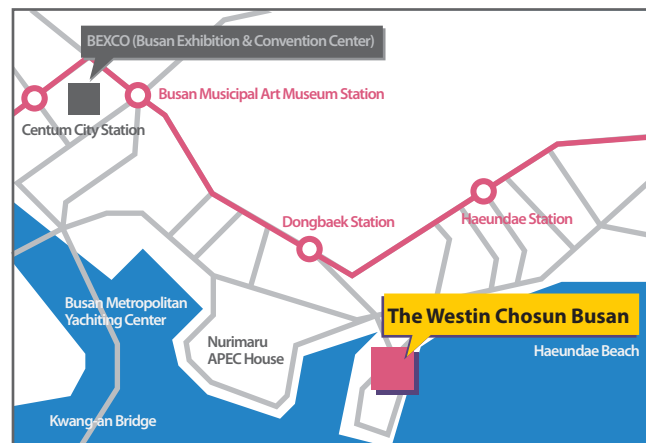 BEXCO (Busan Exhibition & Convention Center)
Busan Musicipal Art Museum Station
Centum City Station
Dongbaek Station
Haeundae Station
Busan Metropolitan
Yachting Center
The Westin Chosun Busan
Nurimaru
APEC House
Haeundae Beach
Kwang-an Bridge